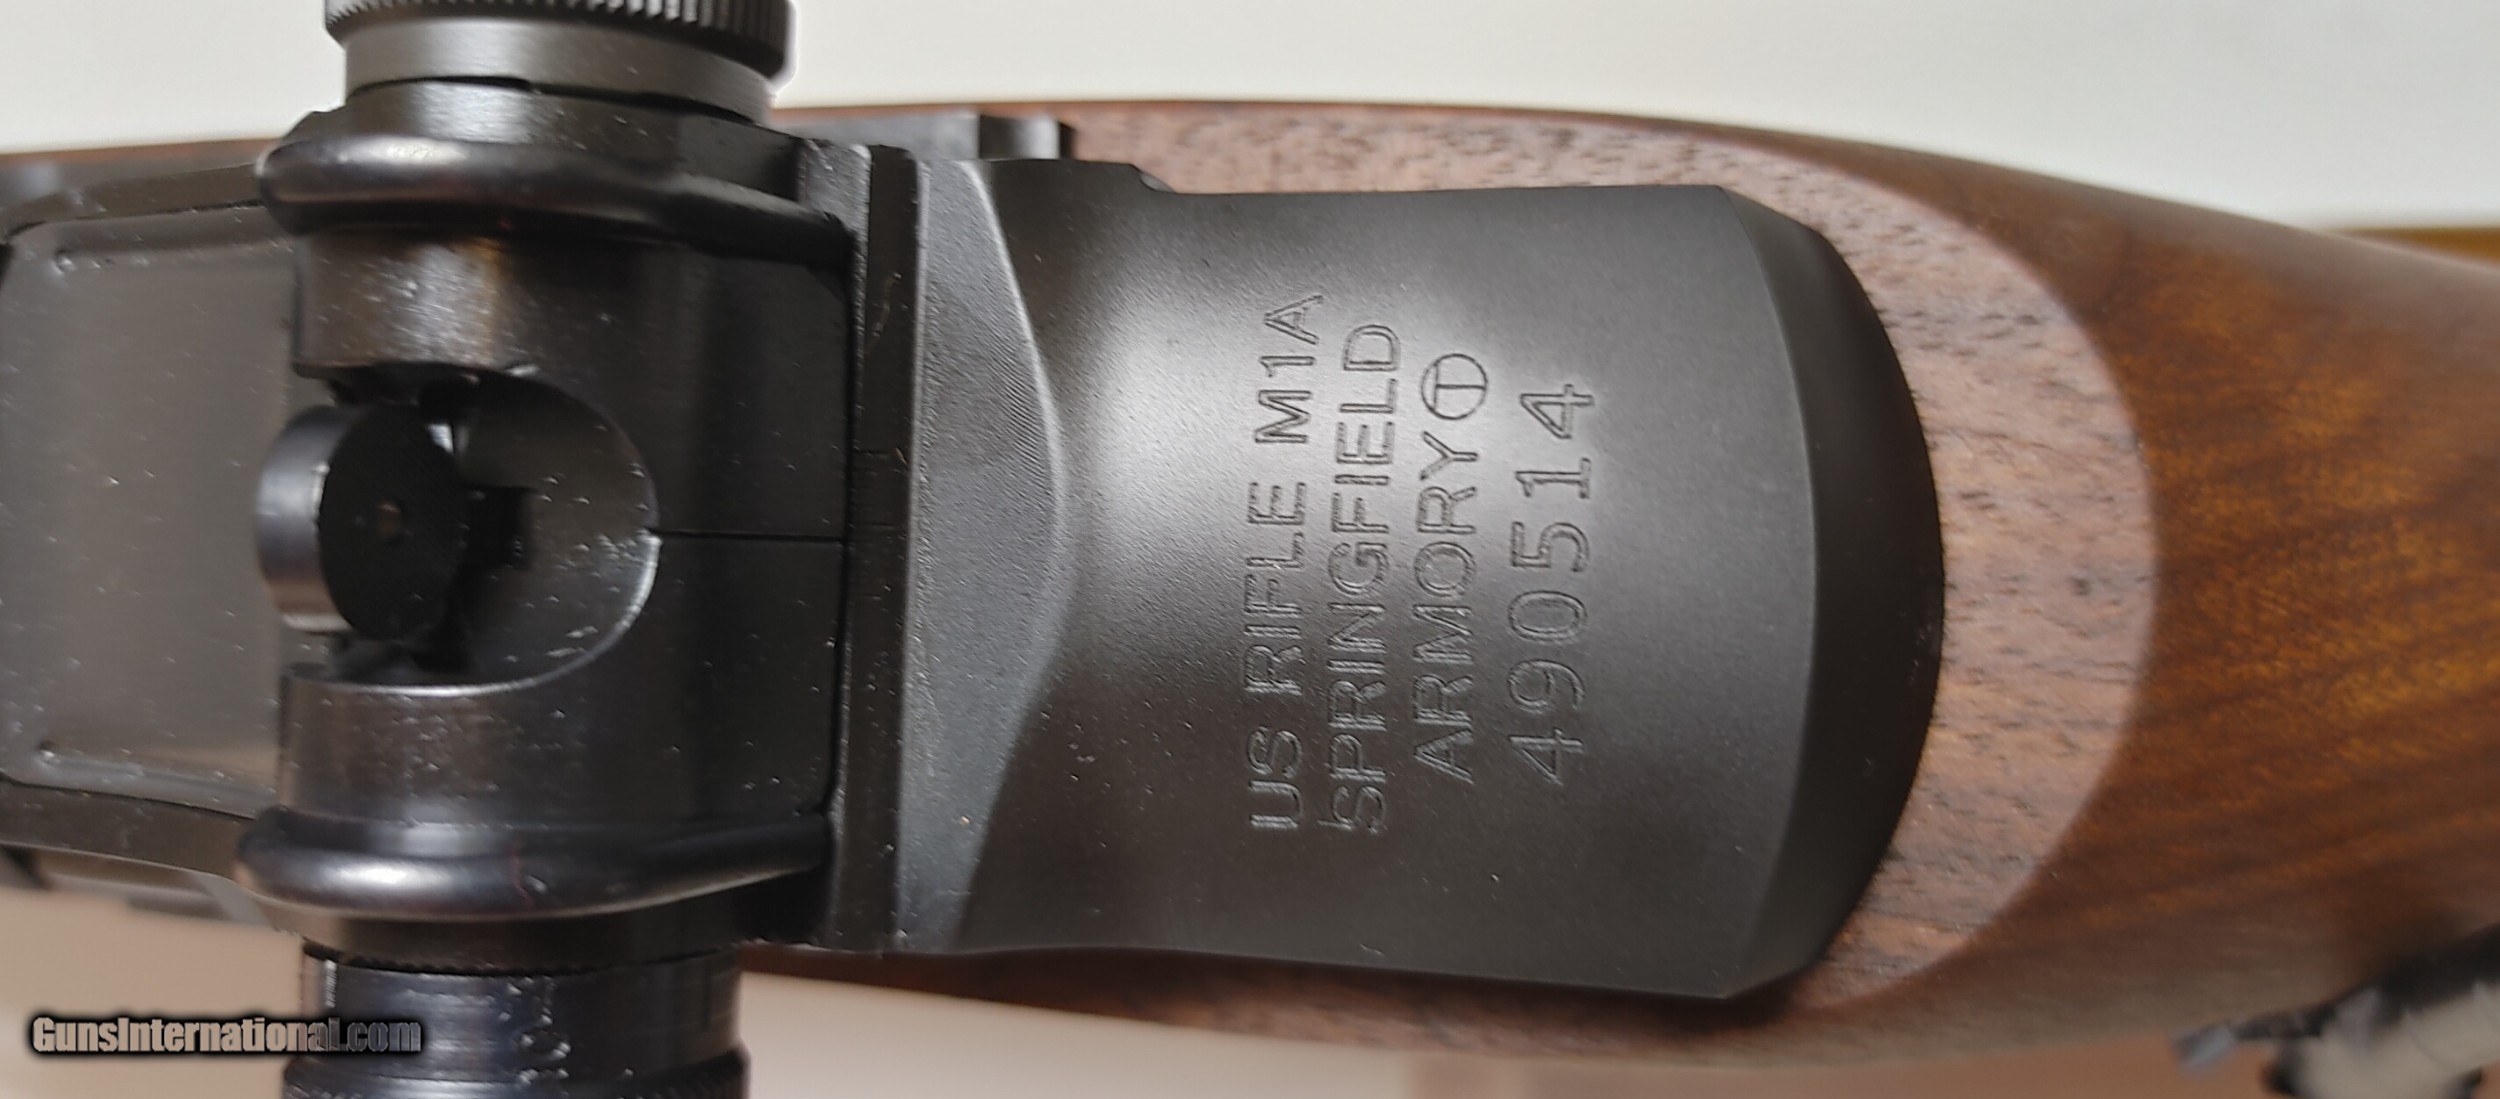 US RIFLE M1A
SPRINGFIELD
ARMORY Ⓣ
490514
GunsInternational.com